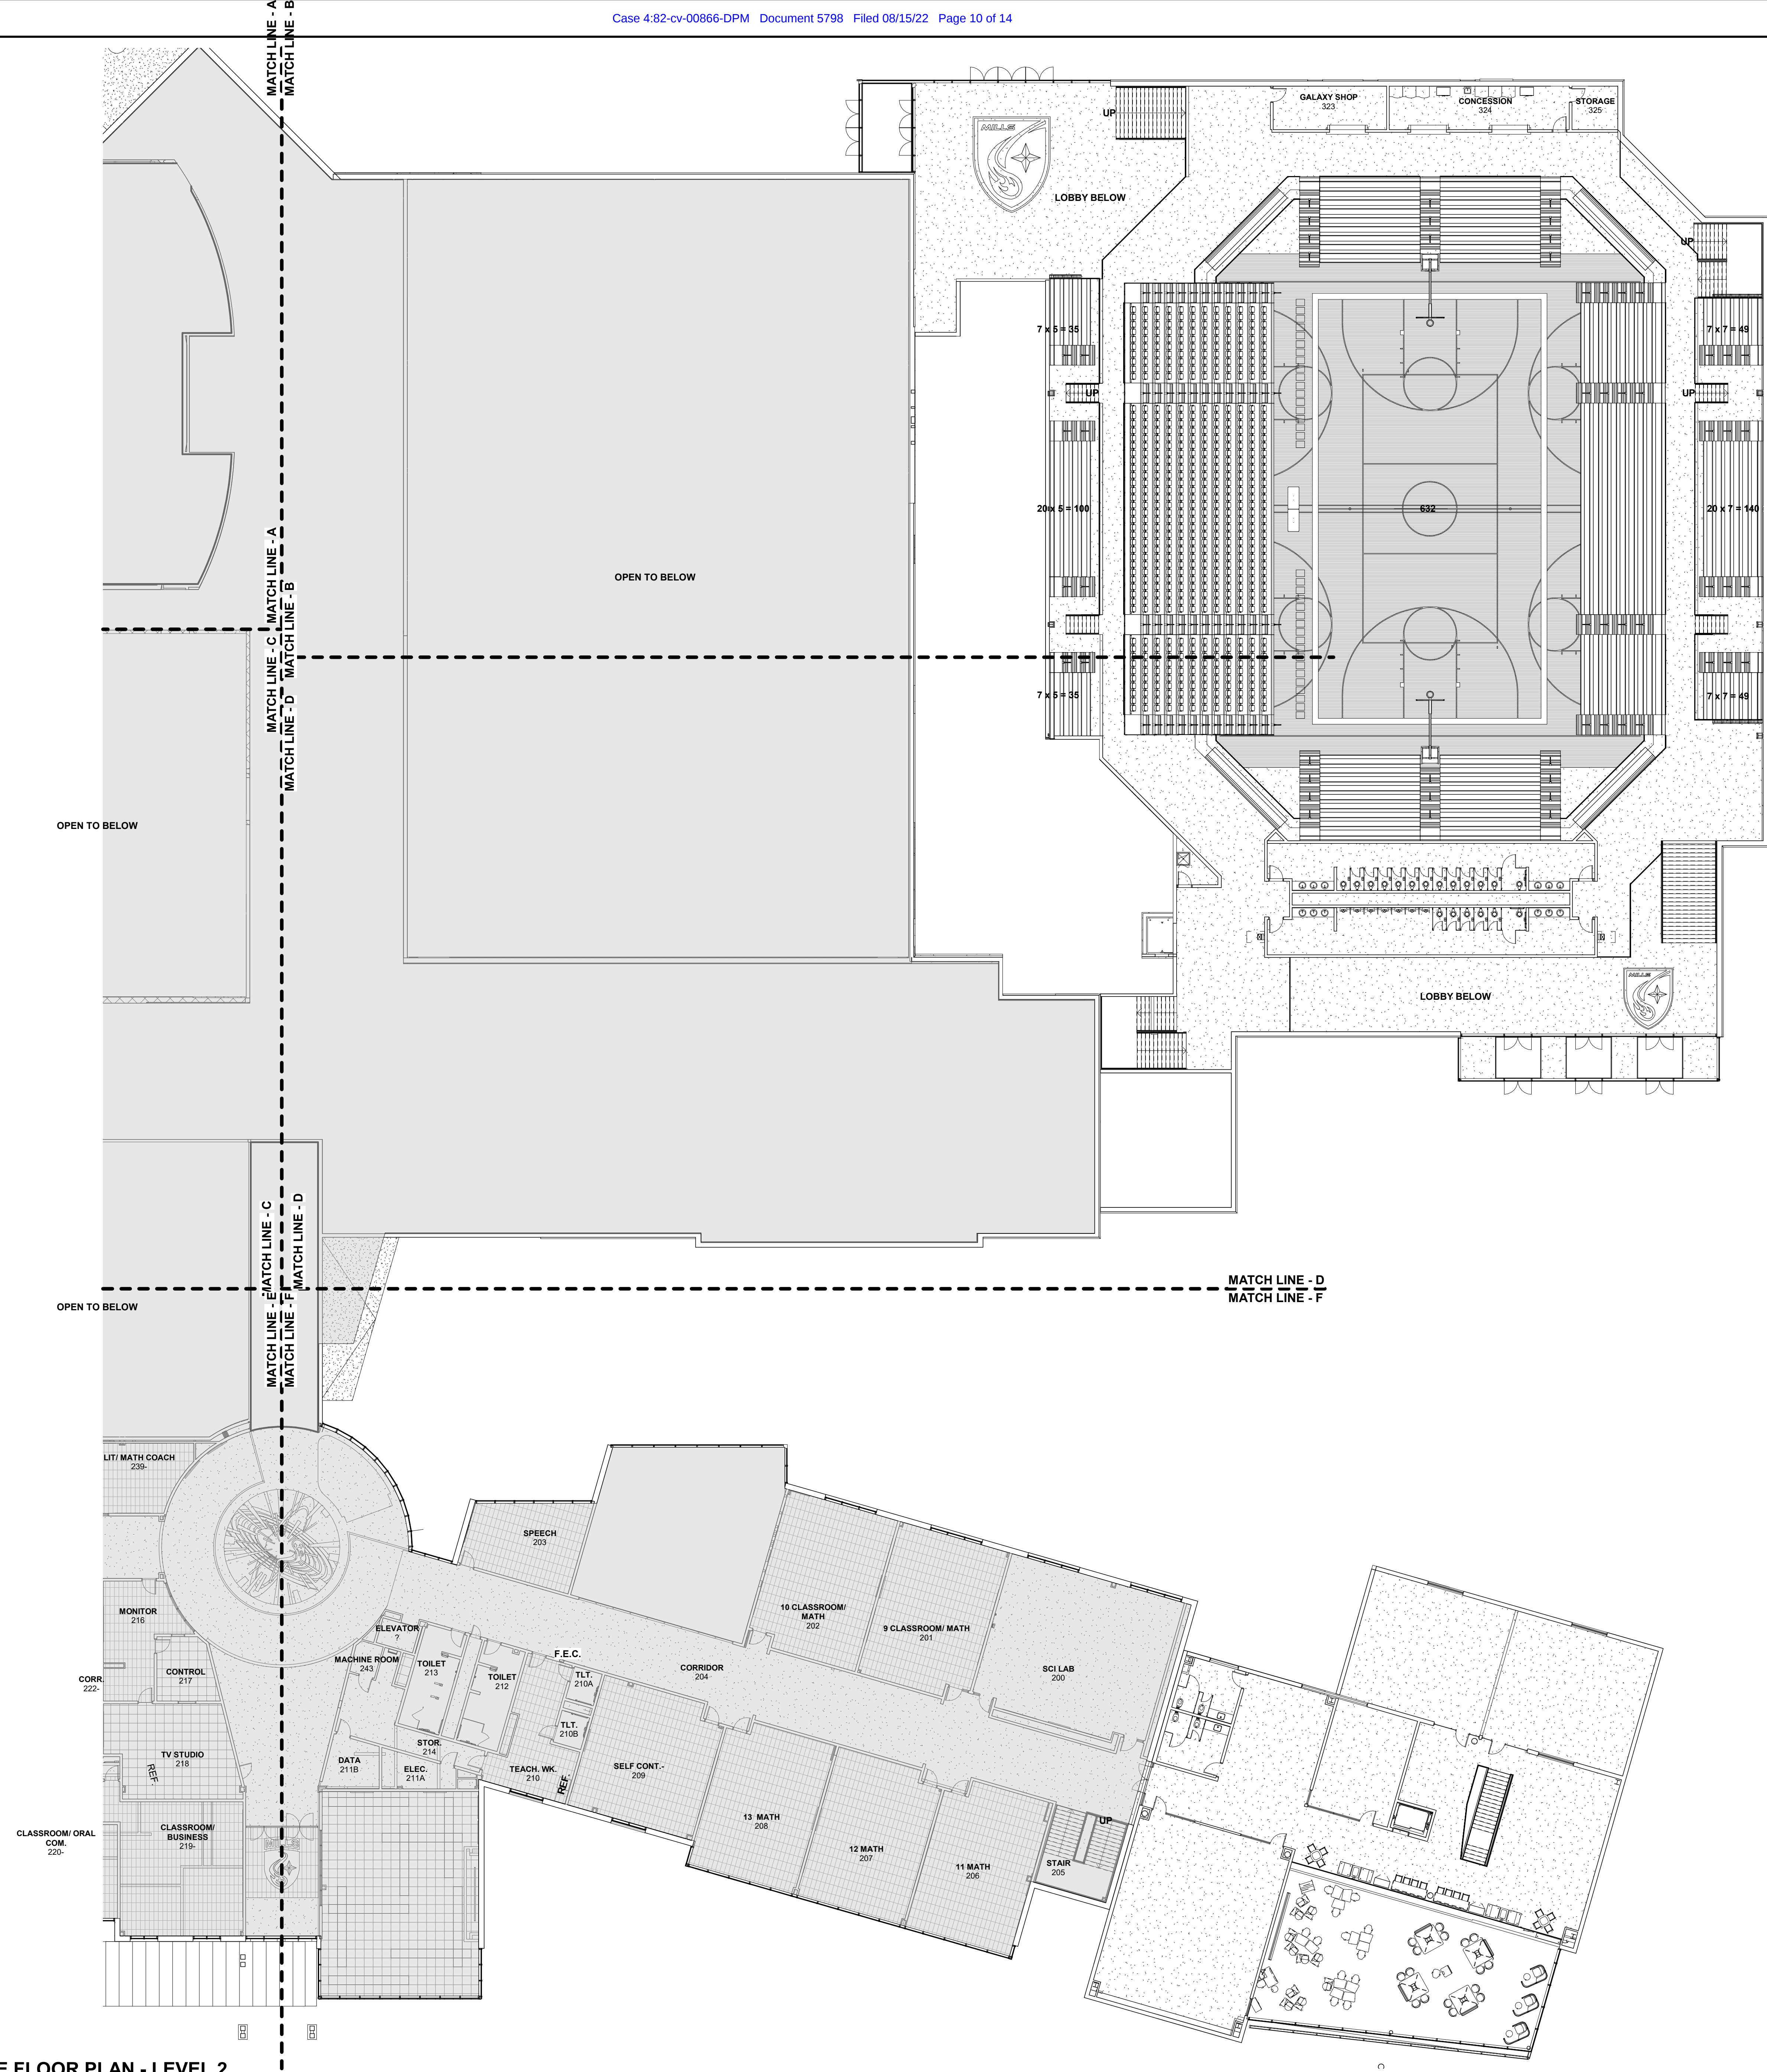 Case 4:82-cv-00866-DPM Document 5798 Filed 08/15/22 Page 10 of 14
MATCH LINE - A
MATCH LINE - B
GALAXY SHOP
323
CONCESSION
324
STORAGE
325
UP
MILLS
LOBBY BELOW
UP
7 x 5 = 35
7 x 7 = 49
UP
UP
20 x 5 = 100
632
20 x 7 = 140
MATCH LINE - A
MATCH LINE - B
OPEN TO BELOW
MATCH LINE - C
MATCH LINE - D
7 x 5 = 35
7 x 7 = 49
OPEN TO BELOW
MILLS
LOBBY BELOW
MATCH LINE - C
MATCH LINE - D
MATCH LINE - D
MATCH LINE - F
OPEN TO BELOW
MATCH LINE - E
MATCH LINE - F
LIT/ MATH COACH
239-
SPEECH
203
10 CLASSROOM/
MATH
202
9 CLASSROOM/ MATH
201
MONITOR
216
ELEVATOR
?
F.E.C.
MACHINE ROOM
243
TOILET
213
TOILET
212
TLT.
210A
CORRIDOR
204
SCI LAB
200
CORR.
222-
CONTROL
217
TLT.
210B
STOR.
214
TV STUDIO
218
REF.
DATA
211B
ELEC.
211A
TEACH. WK.
210
REF.
SELF CONT.-
209
CLASSROOM/ ORAL
COM.
220-
CLASSROOM/
BUSINESS
219-
13 MATH
208
UP
12 MATH
207
11 MATH
206
STAIR
205
E FLOOR PLAN - LEVEL 2